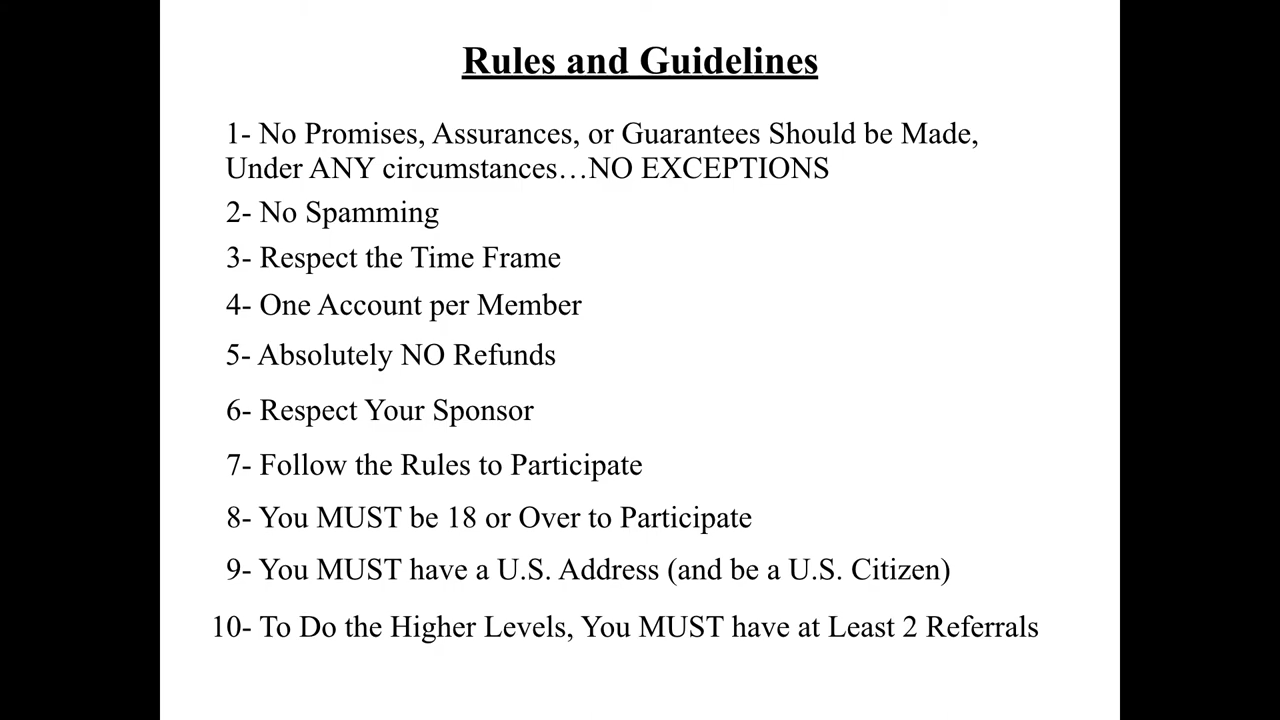 Rules and Guidelines
1- No Promises, Assurances, or Guarantees Should be Made,
Under ANY circumstances…NO EXCEPTIONS
2- No Spamming
3- Respect the Time Frame
4- One Account per Member
5- Absolutely NO Refunds
6- Respect Your Sponsor
7- Follow the Rules to Participate
8- You MUST be 18 or Over to Participate
9- You MUST have a U.S. Address (and be a U.S. Citizen)
10- To Do the Higher Levels, You MUST have at Least 2 Referrals